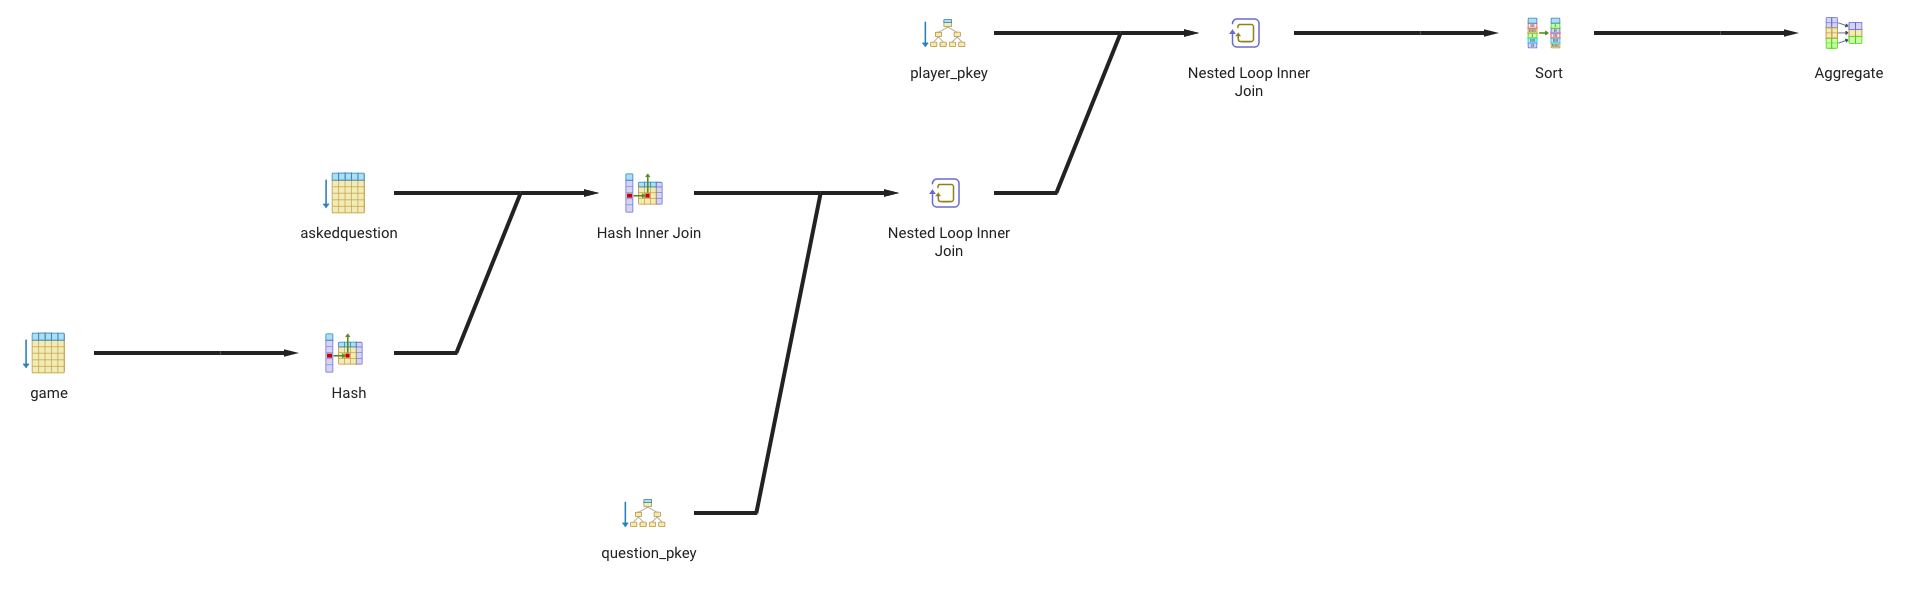 player_pkey
Nested Loop Inner
Join
Sort
Aggregate
askedquestion
Hash Inner Join
Nested Loop Inner
Join
game
Hash
question_pkey